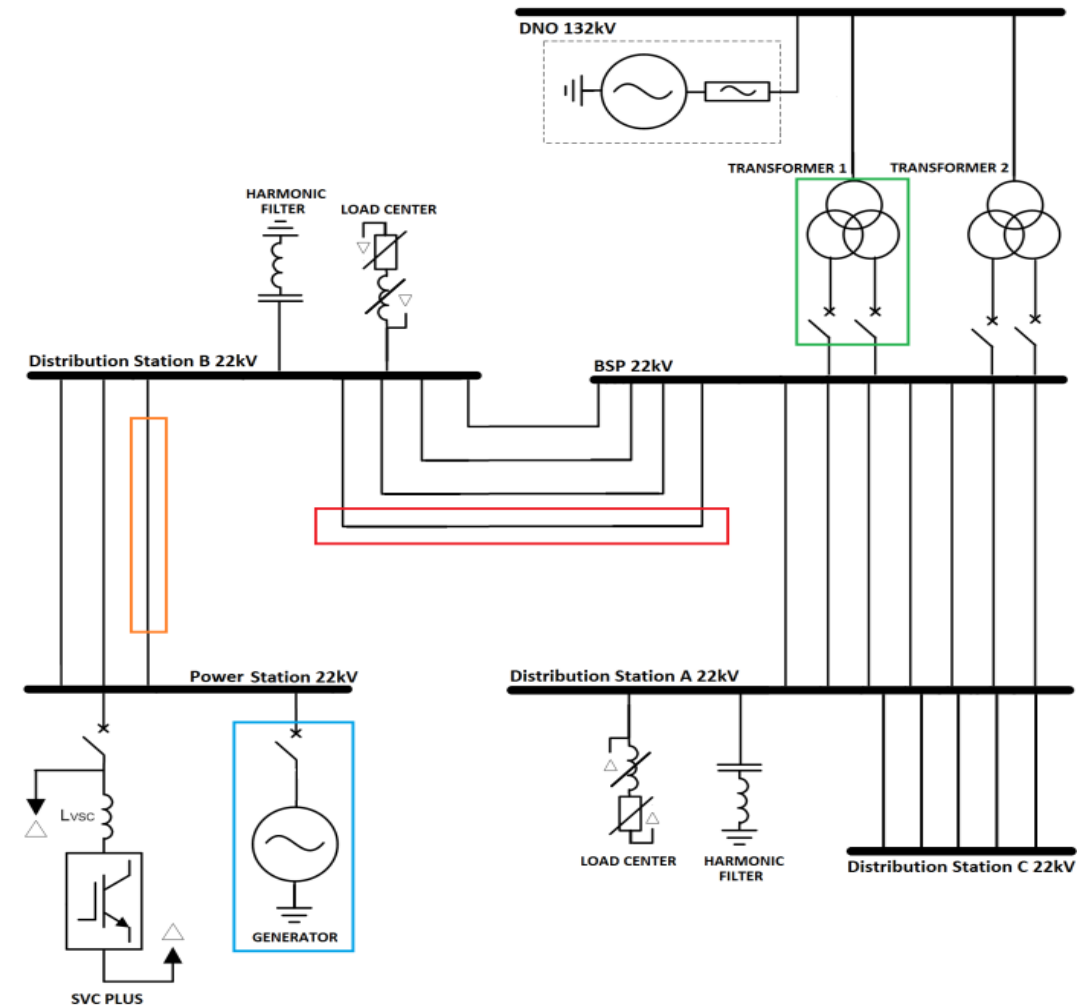 DNO 132kV
TRANSFORMER 1
TRANSFORMER 2
HARMONIC
FILTER
LOAD CENTER
Distribution Station B 22kV
BSP 22kV
Power Station 22kV
Distribution Station A 22kV
Lvsc
LOAD CENTER
HARMONIC
FILTER
Distribution Station C 22kV
GENERATOR
SVC PLUS